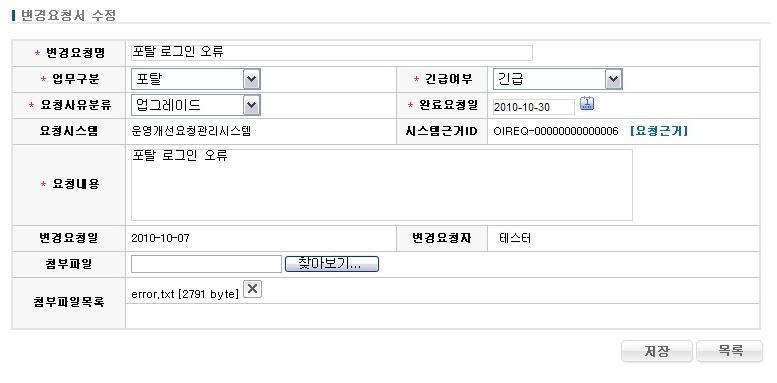 변경요청서 수정
* 변경요청명 포탈 로그인 오류
* 업무구분 포탈 * 긴급여부 긴급
* 요청사유분류 업그레이드 * 완료요청일 2010-10-30
요청시스템 운영개선요청관리시스템 시스템근거ID OIREQ-00000000000006 [요청근거]
* 요청내용 포탈 로그인 오류
변경요청일 2010-10-07 변경요청자 테스터
첨부파일 찾아보기...
첨부파일목록 error.txt [2791 byte]
저장 목록